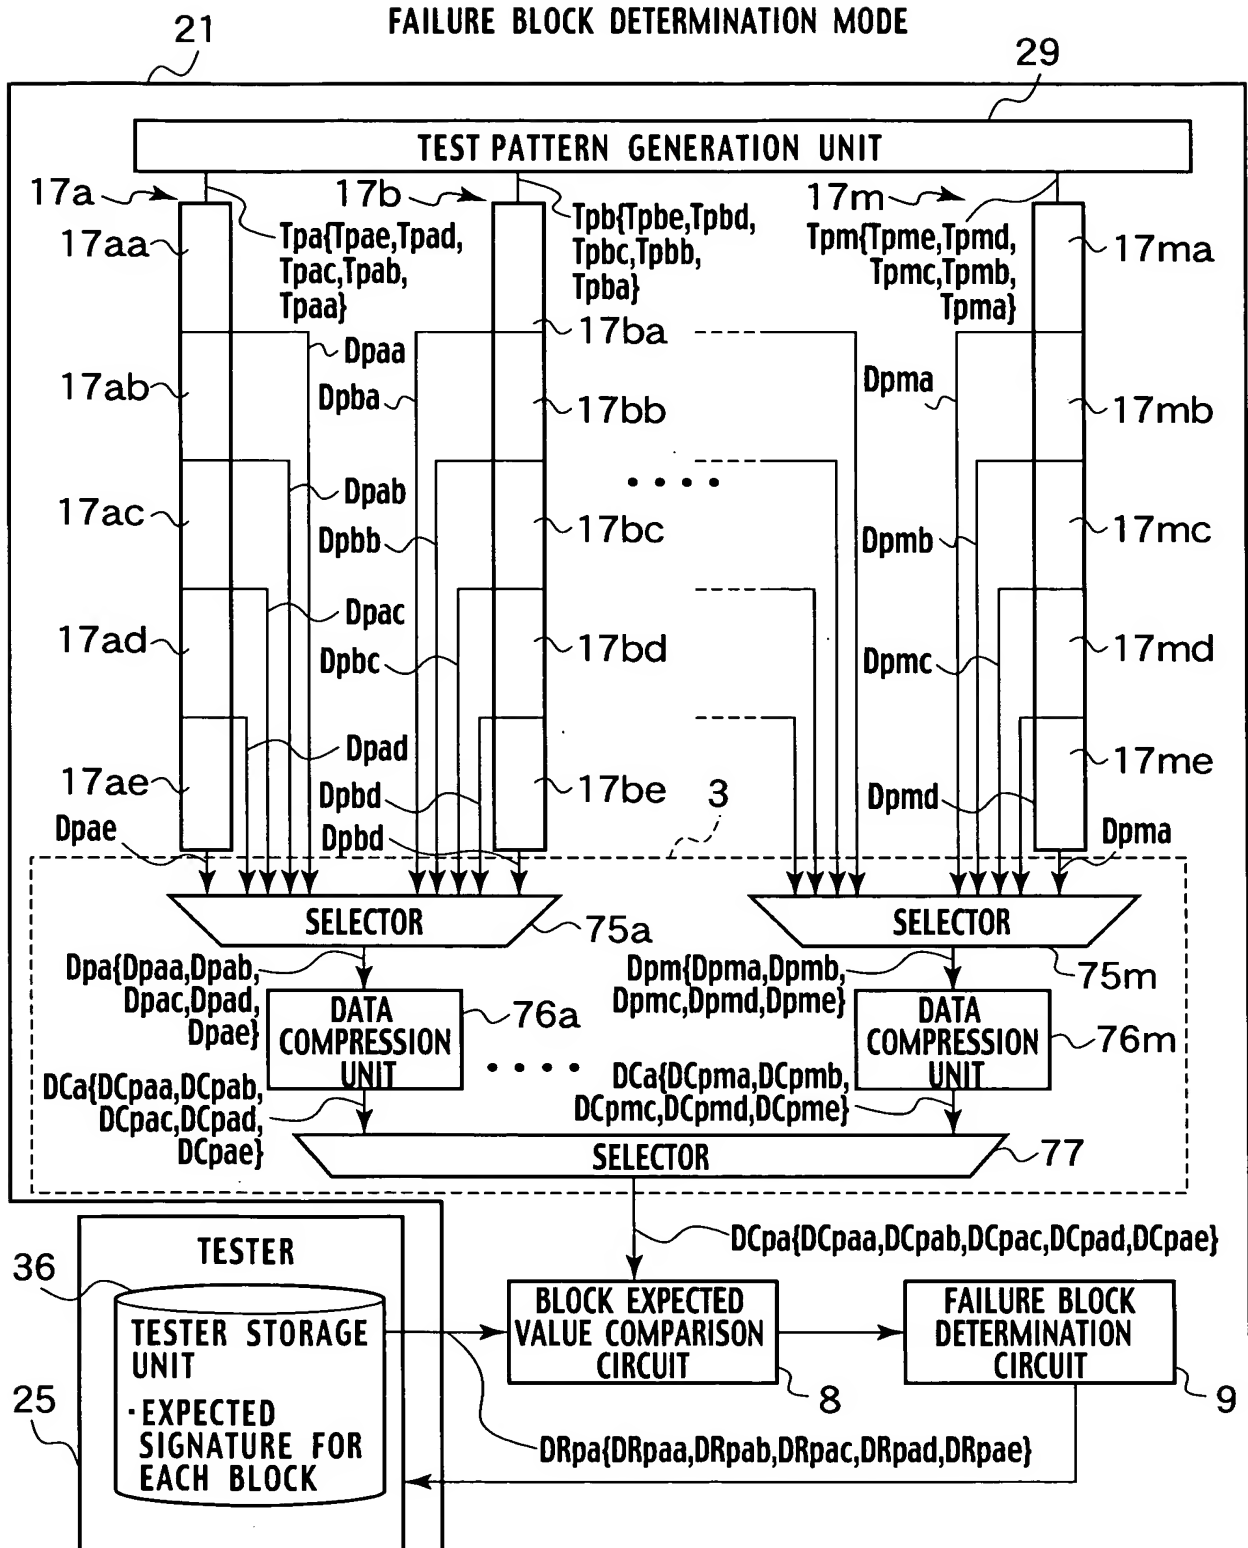 FAILURE BLOCK DETERMINATION MODE
21
29
TEST PATTERN GENERATION UNIT
17a
17b
17m
17aa
Tpa{Tpae,Tpad,
Tpac,Tpab,
Tpaa}
Tpb{Tpbe,Tpbd,
Tpbc,Tpbb,
Tpba}
Tpm{Tpme,Tpmd,
Tpmc,Tpmb,
Tpma}
17ma
17ba
Dpaa
17ab
Dpba
17bb
Dpma
17mb
Dpab
17ac
Dpbb
17bc
Dpmb
17mc
Dpac
17ad
Dpbc
17bd
Dpmc
17md
Dpad
17ae
Dpbd
17be
3
Dpmd
17me
Dpae
Dpbd
Dpma
SELECTOR
75a
SELECTOR
75m
Dpa{Dpaa,Dpab,
Dpac,Dpad,
Dpae}
Dpm{Dpma,Dpmb,
Dpmc,Dpmd,Dpme}
DATA
COMPRESSION
UNIT
76a
DATA
COMPRESSION
UNIT
76m
DCa{DCpaa,DCpab,
DCpac,DCpad,
DCpae}
DCa{DCpma,DCpmb,
DCpmc,DCpmd,DCpme}
SELECTOR
77
DCpa{DCpaa,DCpab,DCpac,DCpad,DCpae}
TESTER
36
TESTER STORAGE
UNIT
·EXPECTED
SIGNATURE FOR
EACH BLOCK
25
BLOCK EXPECTED
VALUE COMPARISON
CIRCUIT
8
FAILURE BLOCK
DETERMINATION
CIRCUIT
9
DRpa{DRpaa,DRpab,DRpac,DRpad,DRpae}